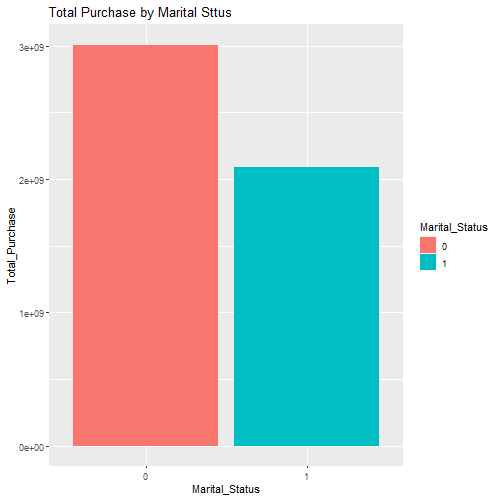 Total Purchase by Marital Sttus
3e+09
2e+09
1e+09
0e+00
Total_Purchase
0
1
Marital_Status
Marital_Status
0
1